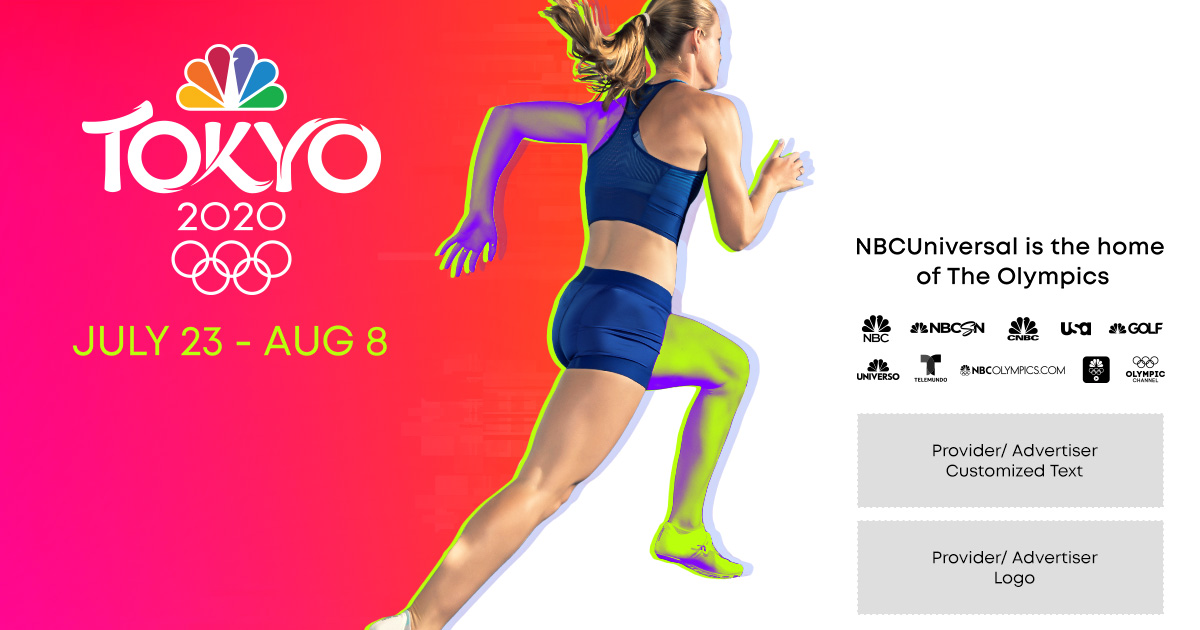 TOKYO
2020
JULY 23 - AUG 8
NBCUniversal is the home
of The Olympics
NBC
NBCSN
CNBC
USA
GOLF
UNIVERSO
TELEMUNDO
NBCOLYMPICS.COM
OLYMPIC
CHANNEL
Provider/ Advertiser
Customized Text
Provider/ Advertiser
Logo